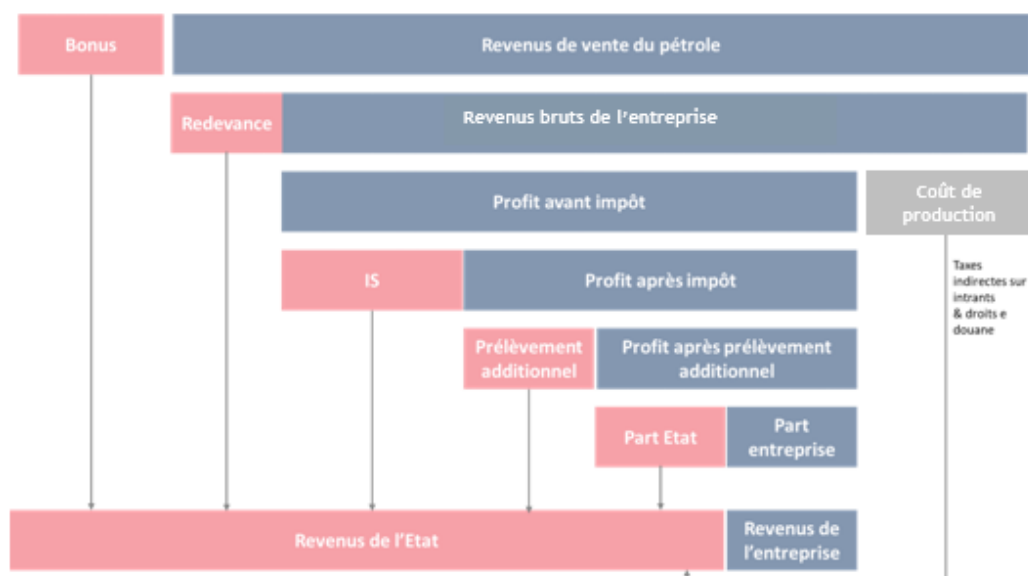 Bonus
Revenus de vente du pétrole
Redevance
Revenus bruts de l'entreprise
Profit avant impôt
Coût de
production
Taxes
indirectes sur
intrants
& droits e
douane
IS
Profit après impôt
Prélèvement
additionnel
Profit après prélèvement
additionnel
Part Etat
Part
entreprise
Revenus de l'Etat
Revenus de
l'entreprise